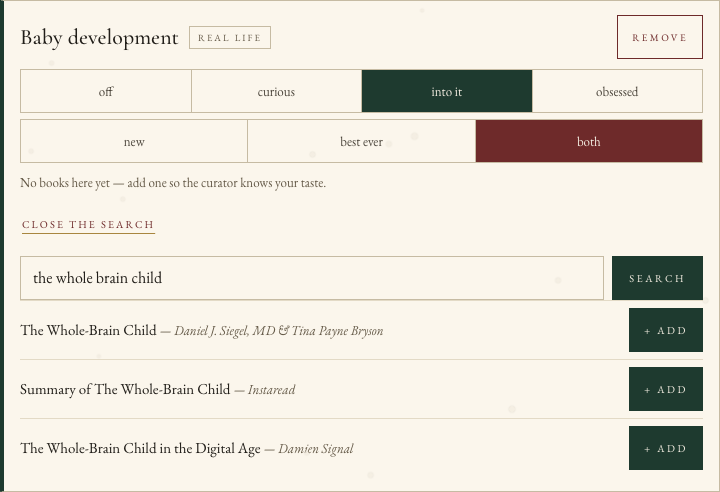 Baby development REAL LIFE REMOVE
off curious into it obsessed
new best ever both
No books here yet — add one so the curator knows your taste.
CLOSE THE SEARCH
the whole brain child SEARCH
The Whole-Brain Child — Daniel J. Siegel, MD & Tina Payne Bryson + ADD
Summary of The Whole-Brain Child — Instaread + ADD
The Whole-Brain Child in the Digital Age — Damien Signal + ADD